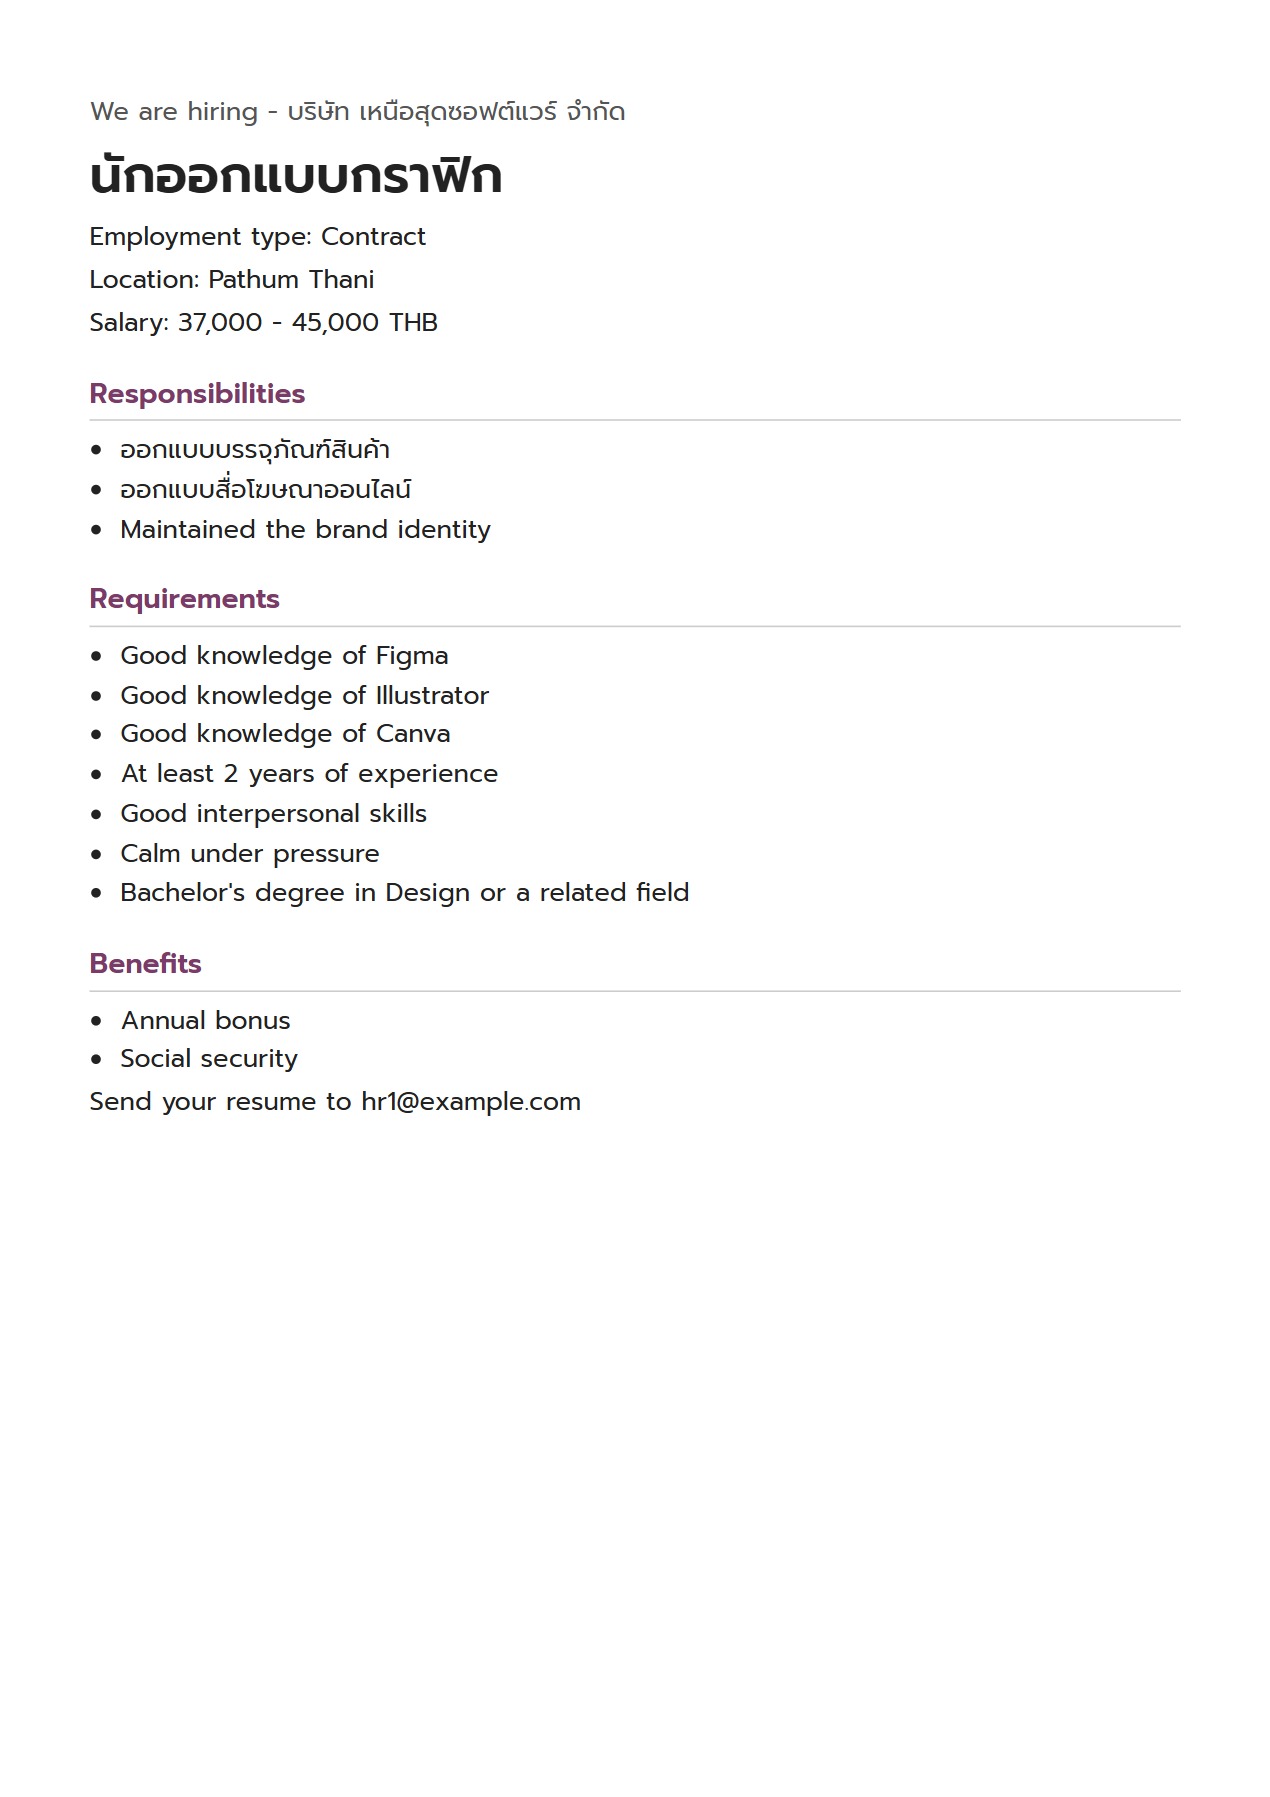 We are hiring - บริษัท เหนือสุดซอฟต์แวร์ จำกัด
นักออกแบบกราฟิก
Employment type: Contract
Location: Pathum Thani
Salary: 37,000 - 45,000 THB
Responsibilities
• ออกแบบบรรจุภัณฑ์สินค้า
• ออกแบบสื่อโฆษณาออนไลน์
• Maintained the brand identity
Requirements
• Good knowledge of Figma
• Good knowledge of Illustrator
• Good knowledge of Canva
• At least 2 years of experience
• Good interpersonal skills
• Calm under pressure
• Bachelor's degree in Design or a related field
Benefits
• Annual bonus
• Social security
Send your resume to hr1@example.com